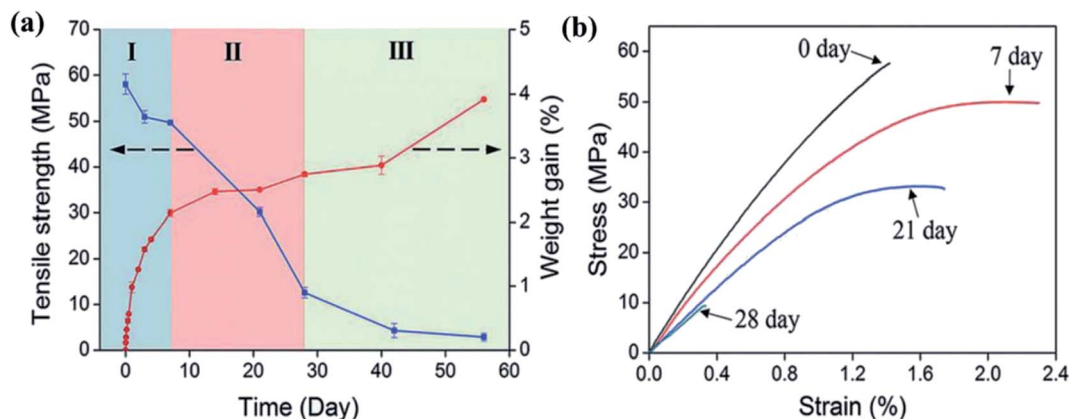 (a)
I II III
70
60
50
40
30
20
10
0
Tensile strength (MPa)
5
4
3
2
1
0
Weight gain (%)
0 10 20 30 40 50 60
Time (Day)
(b)
60
50
40
30
20
10
0
Stress (MPa)
0 day
7 day
21 day
28 day
0.0 0.4 0.8 1.2 1.6 2.0 2.4
Strain (%)